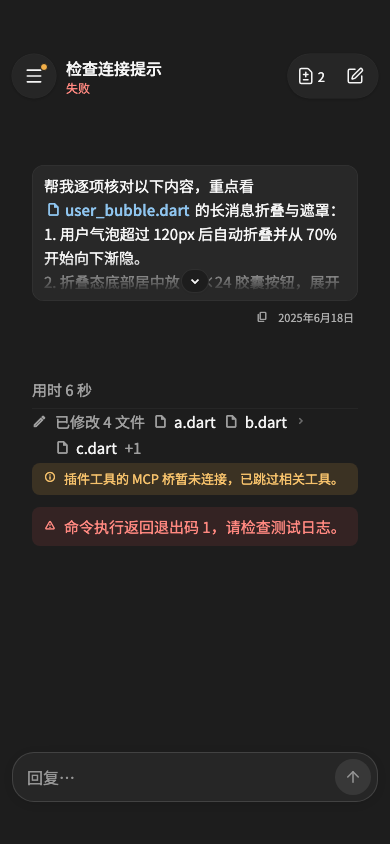 检查连接提示
失败
2
帮我逐项核对以下内容，重点看
user_bubble.dart 的长消息折叠与遮罩：
1. 用户气泡超过 120px 后自动折叠并从 70%
开始向下渐隐。
2. 折叠态底部居中放 24 胶囊按钮，展开
2025年6月18日
用时 6 秒
已修改 4 文件 a.dart b.dart
c.dart +1
插件工具的 MCP 桥暂未连接，已跳过相关工具。
命令执行返回退出码 1，请检查测试日志。
回复…